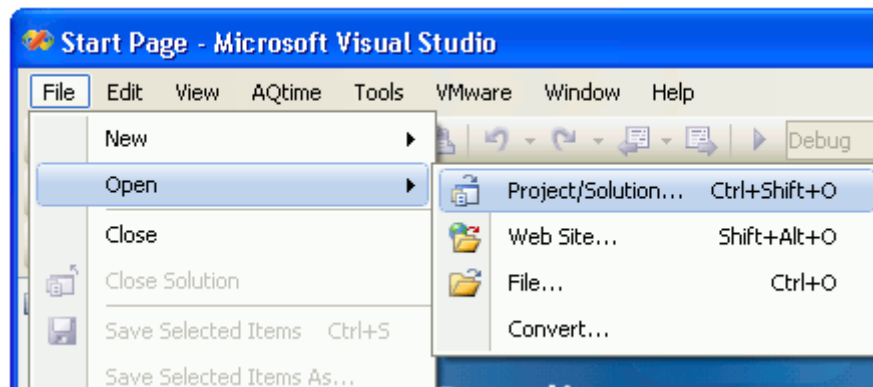 Start Page - Microsoft Visual Studio
File Edit View AQtime Tools VMware Window Help
New
Debug
Open
Project/Solution... Ctrl+Shift+O
Close
Web Site... Shift+Alt+O
Close Solution
File... Ctrl+O
Save Selected Items Ctrl+S
Convert...
Save Selected Items As...